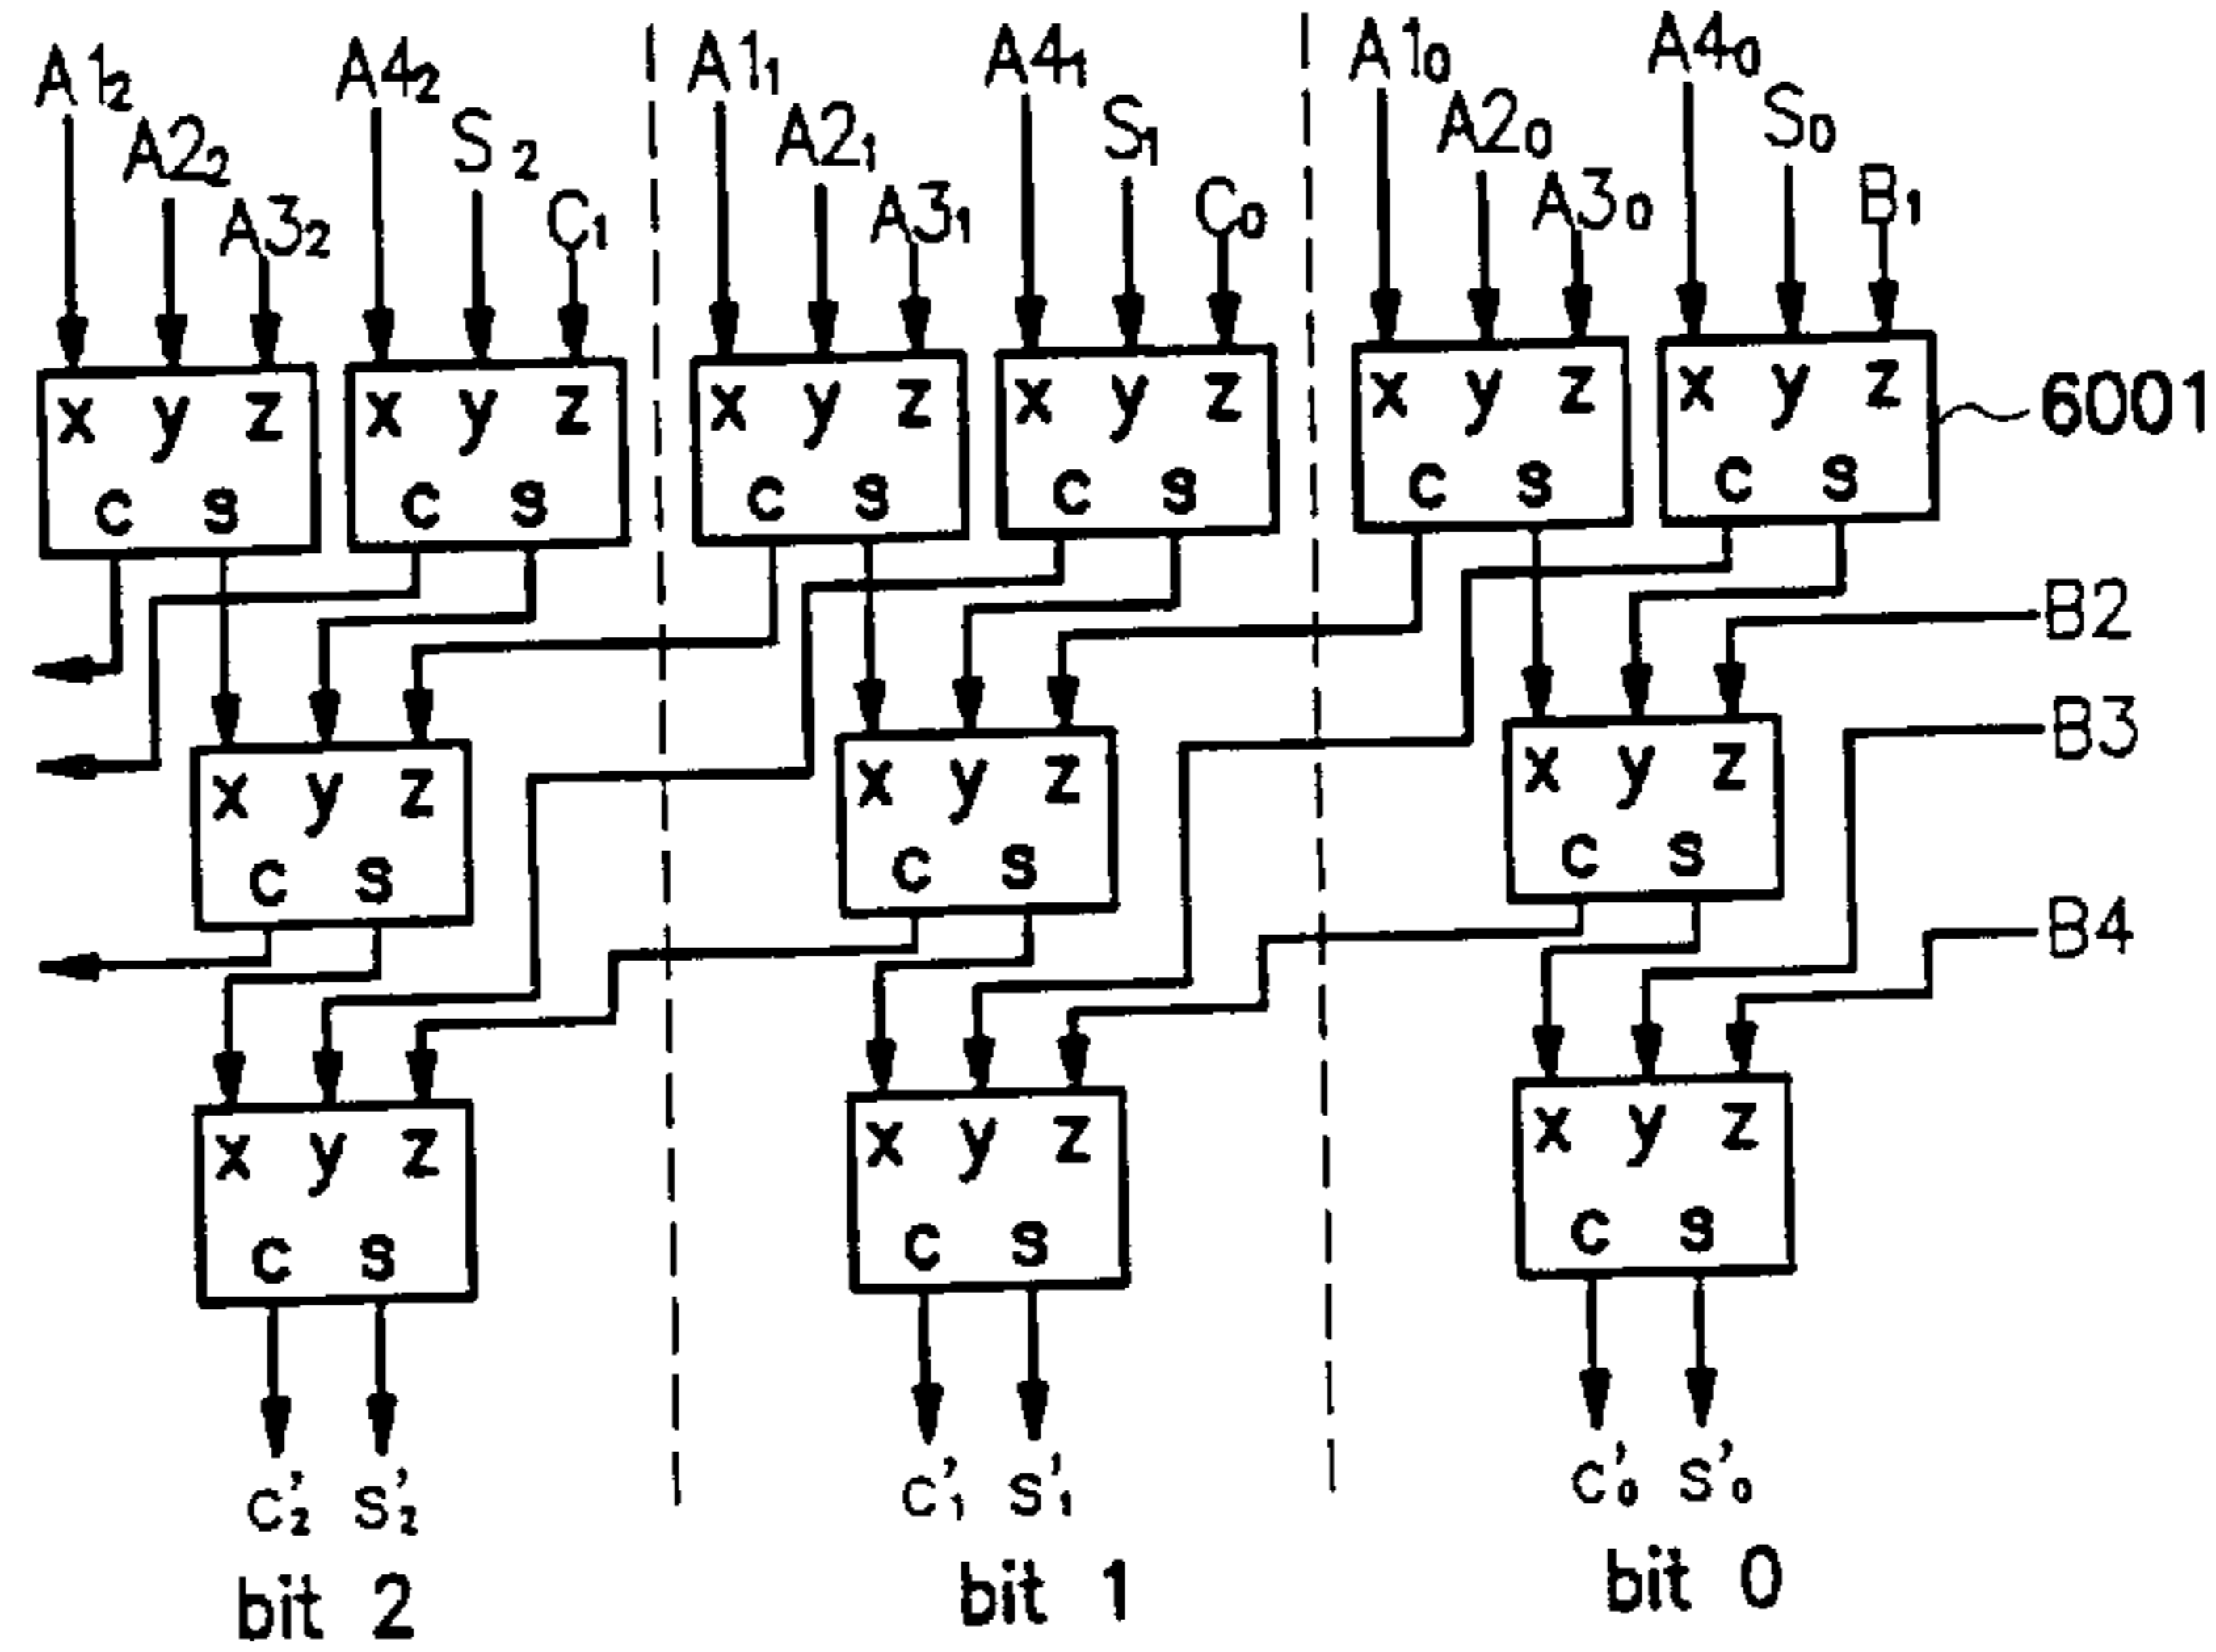 A1₂ A4₂ A1₁ A4₁ A1₀ A4₀
A2₂ S₂ A2₁ S₁ A2₀ S₀
A3₂ C₁ A3₁ C₀ A3₀ B₁
x y z x y z x y z x y z x y z x y z 6001
c s c s c s c s c s c s
B2
B3
x y z x y z x y z
c s c s c s
B4
x y z x y z x y z
c s c s c s
c'₂ s'₂ c'₁ s'₁ c'₀ s'₀
bit 2 bit 1 bit 0